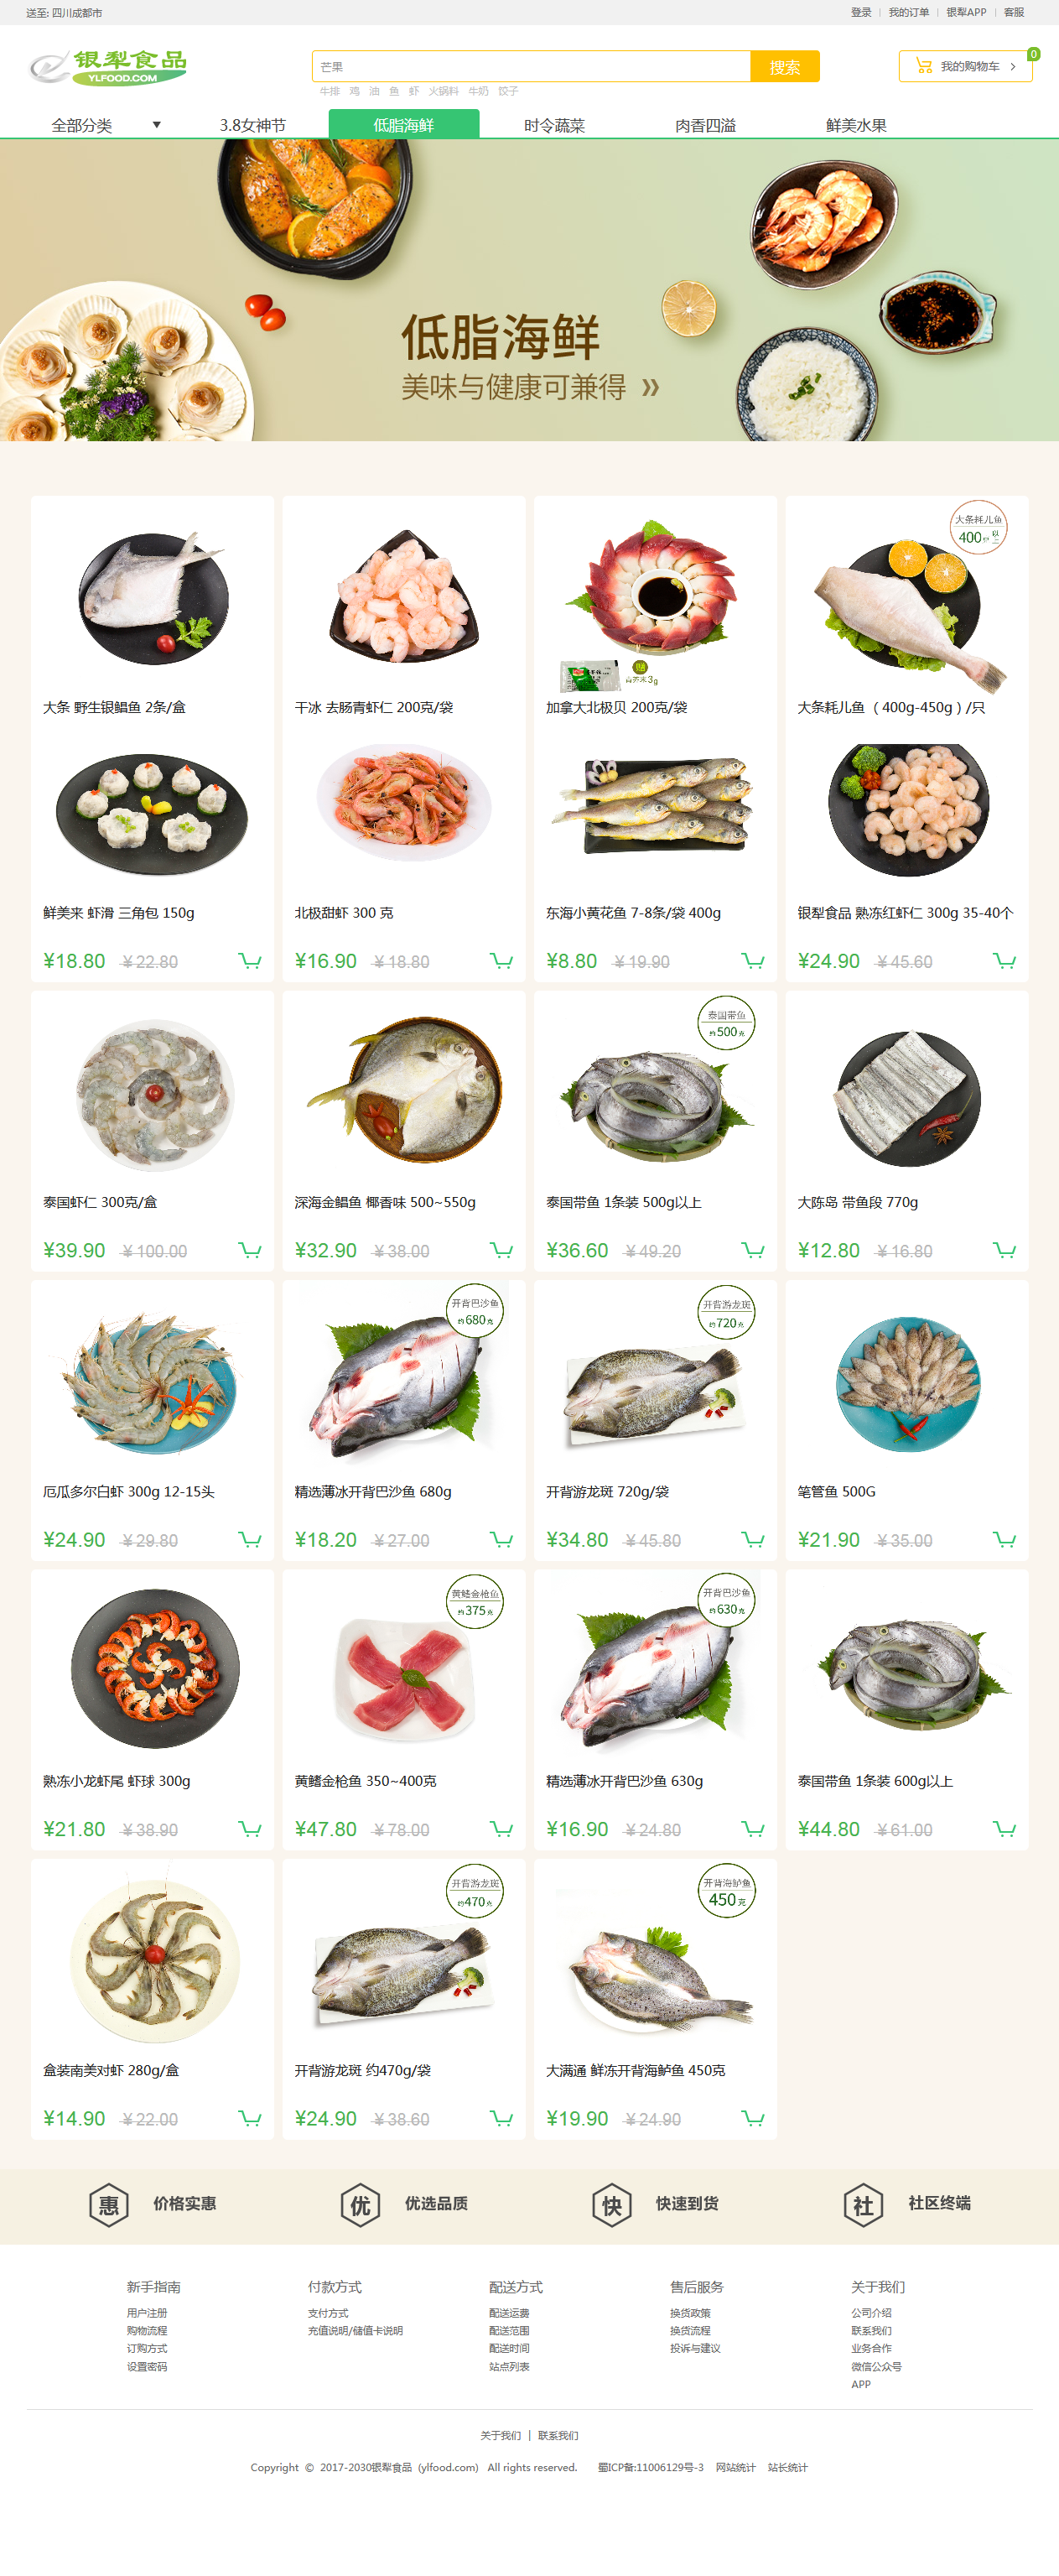 送至: 四川成都市
登录 | 我的订单 | 银犁APP | 客服
银犁食品
YLFOOD.COM
芒果
搜索
我的购物车 >
0
牛排 鸡 油 鱼 虾 火锅料 牛奶 饺子
全部分类 ▼ 3.8女神节 低脂海鲜 时令蔬菜 肉香四溢 鲜美水果
低脂海鲜
美味与健康可兼得 »
大条耗儿鱼
400
以上
赠
3g
大条 野生银鲳鱼 2条/盒
干冰 去肠青虾仁 200克/袋
加拿大北极贝 200克/袋
大条耗儿鱼 ( 400g-450g ) /只
鲜美来 虾滑 三角包 150g
北极甜虾 300 克
东海小黄花鱼 7-8条/袋 400g
银犁食品 熟冻红虾仁 300g 35-40个
¥18.80 ￥22.80
¥16.90 ￥18.80
¥8.80 ￥19.90
¥24.90 ￥45.60
泰国带鱼
约500克
泰国虾仁 300克/盒
深海金鲳鱼 椰香味 500~550g
泰国带鱼 1条装 500g以上
大陈岛 带鱼段 770g
¥39.90 ￥100.00
¥32.90 ￥38.00
¥36.60 ￥49.20
¥12.80 ￥16.80
开背巴沙鱼
约680克
开背游龙斑
约720克
厄瓜多尔白虾 300g 12-15头
精选薄冰开背巴沙鱼 680g
开背游龙斑 720g/袋
笔管鱼 500G
¥24.90 ￥29.80
¥18.20 ￥27.00
¥34.80 ￥45.80
¥21.90 ￥35.00
黄鳍金枪鱼
约375克
开背巴沙鱼
约630克
熟冻小龙虾尾 虾球 300g
黄鳍金枪鱼 350~400克
精选薄冰开背巴沙鱼 630g
泰国带鱼 1条装 600g以上
¥21.80 ￥38.90
¥47.80 ￥78.00
¥16.90 ￥24.80
¥44.80 ￥61.00
开背游龙斑
约470克
开背海鲈鱼
450克
盒装南美对虾 280g/盒
开背游龙斑 约470g/袋
大满通 鲜冻开背海鲈鱼 450克
¥14.90 ￥22.00
¥24.90 ￥38.60
¥19.90 ￥24.90
惠 价格实惠
优 优选品质
快 快速到货
社 社区终端
新手指南
用户注册
购物流程
订购方式
设置密码
付款方式
支付方式
充值说明/储值卡说明
配送方式
配送运费
配送范围
配送时间
站点列表
售后服务
换货政策
换货流程
投诉与建议
关于我们
公司介绍
联系我们
业务合作
微信公众号
APP
关于我们 | 联系我们
Copyright © 2017-2030银犁食品 (ylfood.com) All rights reserved. 蜀ICP备:11006129号-3 网站统计 站长统计